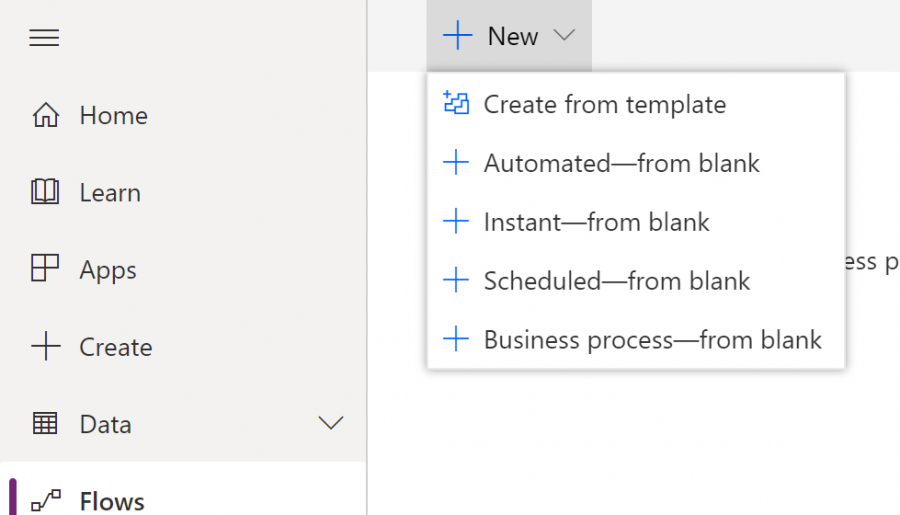 New
Create from template
Home
Automated—from blank
Learn
Instant—from blank
Apps
ess p
Scheduled—from blank
Create
Business process—from blank
Data
Flows